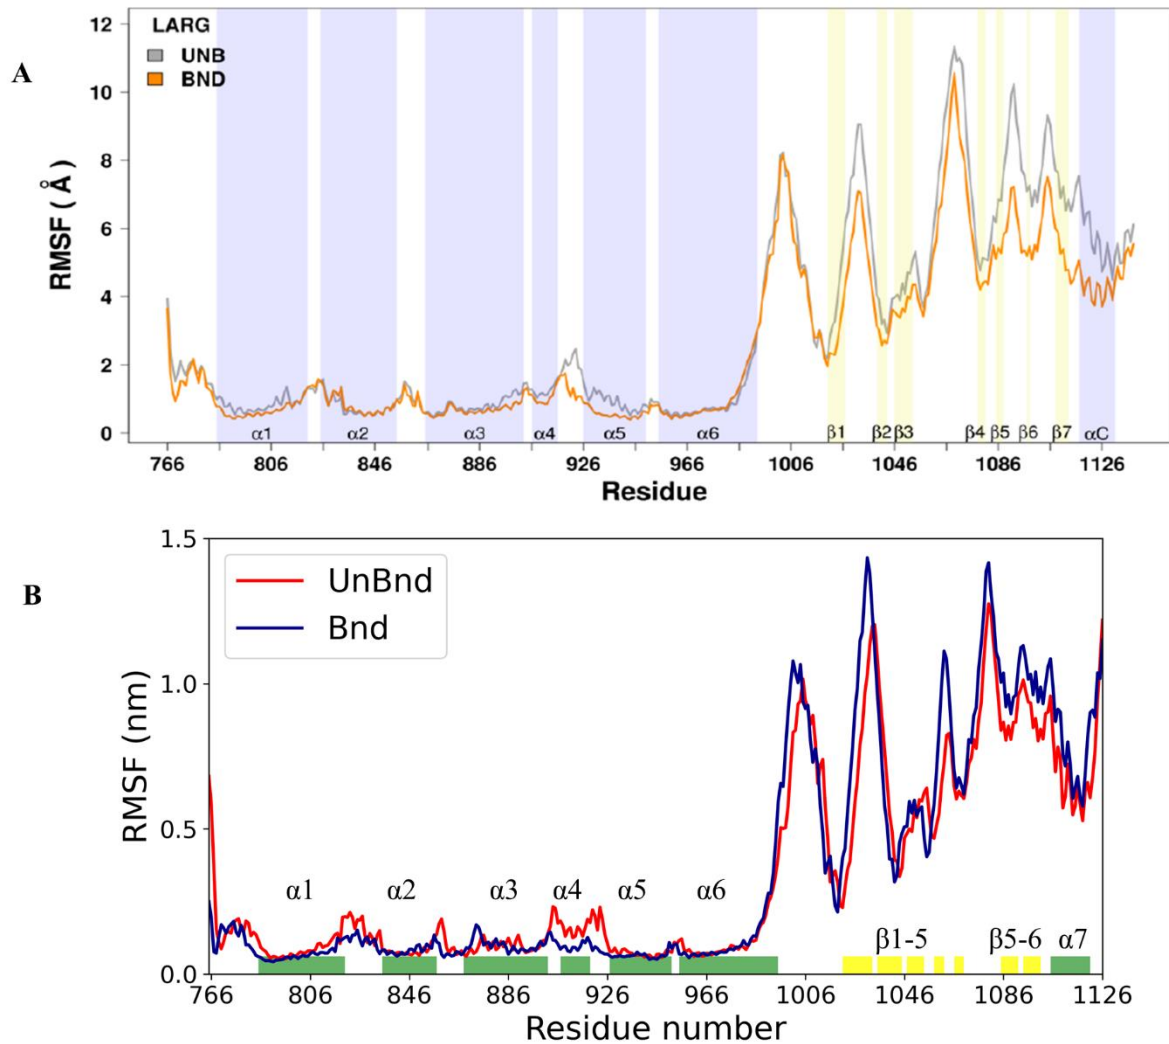 A
LARG
UNB
BND
RMSF ( Å )
12
10
8
6
4
2
0
α1 α2 α3 α4 α5 α6 β1 β2 β3 β4 β5 β6 β7 αC
766 806 846 886 926 966 1006 1046 1086 1126
Residue
B
UnBnd
Bnd
RMSF (nm)
1.5
1.0
0.5
0.0
α1 α2 α3 α4 α5 α6
β1-5 β5-6 α7
766 806 846 886 926 966 1006 1046 1086 1126
Residue number